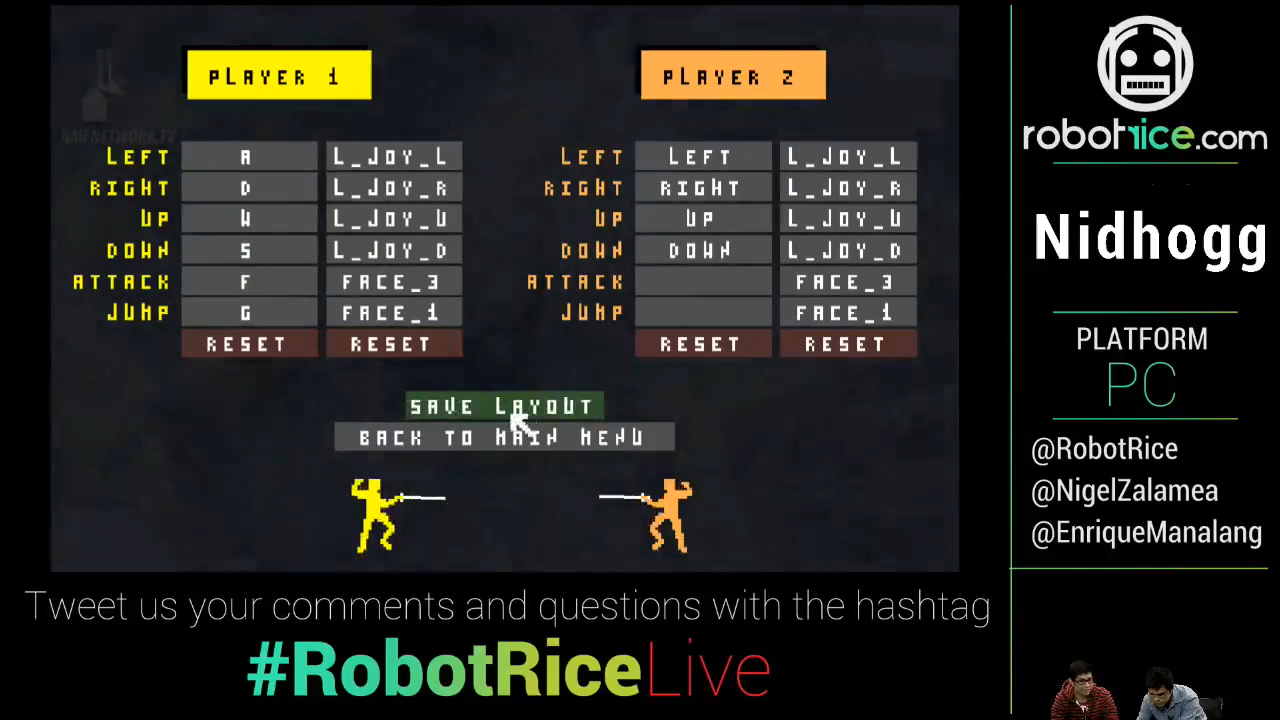 PLAYER 1
PLAYER 2
NAVGNETWORK.TV
LEFT A L_JOY_L
RIGHT D L_JOY_R
UP W L_JOY_U
DOWN S L_JOY_D
ATTACK F FACE_3
JUMP G FACE_1
RESET RESET
LEFT LEFT L_JOY_L
RIGHT RIGHT L_JOY_R
UP UP L_JOY_U
DOWN DOWN L_JOY_D
ATTACK FACE_3
JUMP FACE_1
RESET RESET
SAVE LAYOUT
BACK TO MAIN MENU
robotrice.com
Nidhogg
PLATFORM
PC
@RobotRice
@NigelZalamea
@EnriqueManalang
Tweet us your comments and questions with the hashtag
#RobotRiceLive